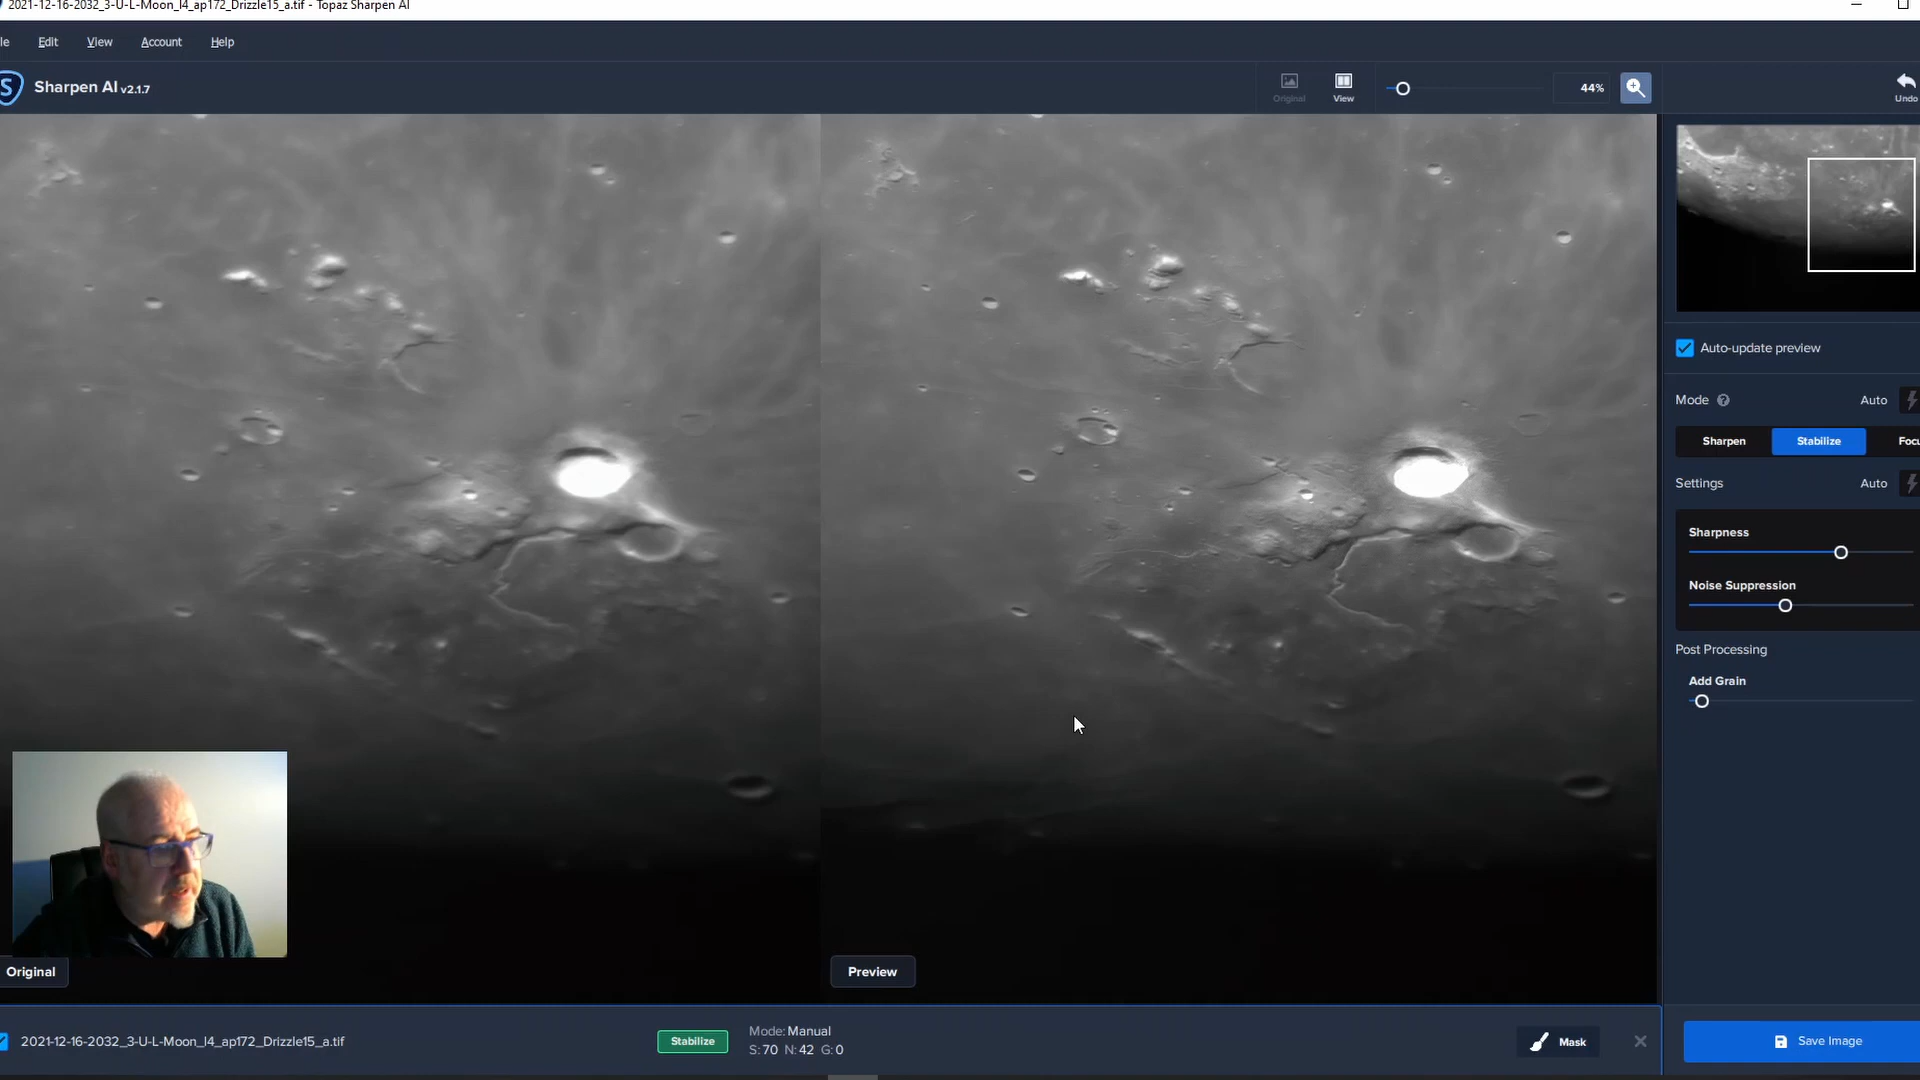 2021-12-16-2032_3-U-L-Moon_l4_ap172_Drizzle15_a.tif - Topaz Sharpen AI
le Edit View Account Help
Sharpen AI v2.1.7
Original View 44% Undo
Auto-update preview
Mode ? Auto
Sharpen Stabilize Focu
Settings Auto
Sharpness
Noise Suppression
Post Processing
Add Grain
Original Preview
2021-12-16-2032_3-U-L-Moon_l4_ap172_Drizzle15_a.tif Stabilize Mode: Manual
S: 70 N: 42 G: 0
Mask Save Image